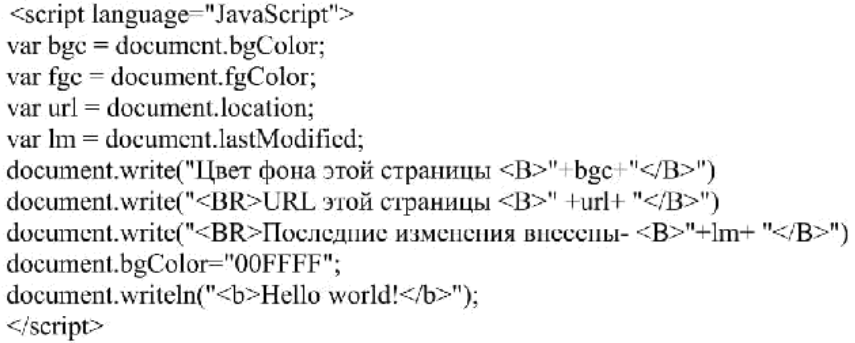 <script language="JavaScript">
var bgc = document.bgColor;
var fgc = document.fgColor;
var url = document.location;
var lm = document.lastModified;
document.write("Цвет фона этой страницы <B>"+bgc+"</B>")
document.write("<BR>URL этой страницы <B>" +url+ "</B>")
document.write("<BR>Последние изменения внесены- <B>"+lm+ "</B>")
document.bgColor="00FFFF";
document.writeln("<b>Hello world!</b>");
</script>